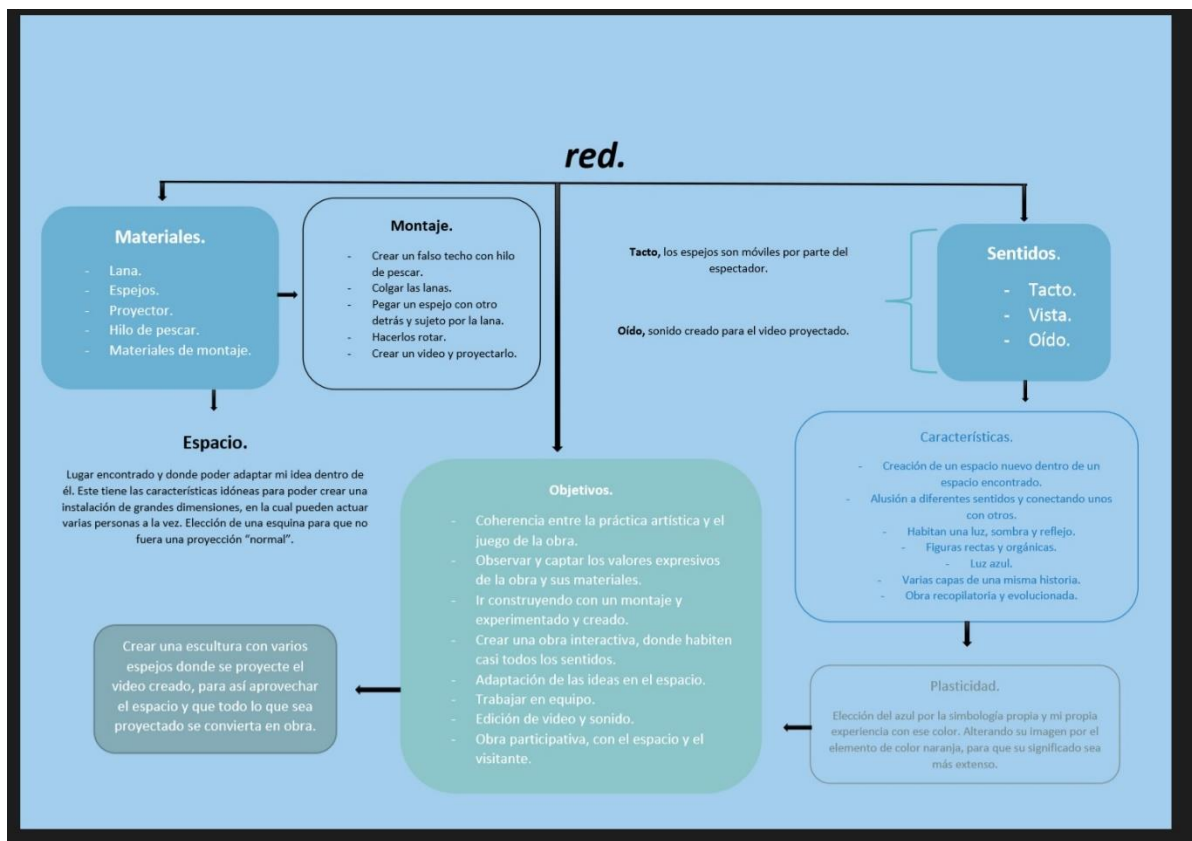 red.
Materiales.
- Lana.
- Espejos.
- Proyector.
- Hilo de pescar.
- Materiales de montaje.
Montaje.
- Crear un falso techo con hilo
de pescar.
- Colgar las lanas.
- Pegar un espejo con otro
detrás y sujeto por la lana.
- Hacerlos rotar.
- Crear un video y proyectarlo.
Tacto, los espejos son móviles por parte del
espectador.
Oído, sonido creado para el video proyectado.
Sentidos.
- Tacto.
- Vista.
- Oído.
Espacio.
Lugar encontrado y donde poder adaptar mi idea dentro de
él. Este tiene las características idóneas para poder crear una
instalación de grandes dimensiones, en la cual pueden actuar
varias personas a la vez. Elección de una esquina para que no
fuera una proyección “normal”.
Objetivos.
- Coherencia entre la práctica artística y el
juego de la obra.
- Observar y captar los valores expresivos
de la obra y sus materiales.
- Ir construyendo con un montaje y
experimentado y creado.
- Crear una obra interactiva, donde habiten
casi todos los sentidos.
- Adaptación de las ideas en el espacio.
- Trabajar en equipo.
- Edición de video y sonido.
- Obra participativa, con el espacio y el
visitante.
Características.
- Creación de un espacio nuevo dentro de un
espacio encontrado.
- Alusión a diferentes sentidos y conectando unos
con otros.
- Habitan una luz, sombra y reflejo.
- Figuras rectas y orgánicas.
- Luz azul.
- Varias capas de una misma historia.
- Obra recopilatoria y evolucionada.
Crear una escultura con varios
espejos donde se proyecte el
video creado, para así aprovechar
el espacio y que todo lo que sea
proyectado se convierta en obra.
Plasticidad.
Elección del azul por la simbología propia y mi propia
experiencia con ese color. Alterando su imagen por el
elemento de color naranja, para que su significado sea
más extenso.